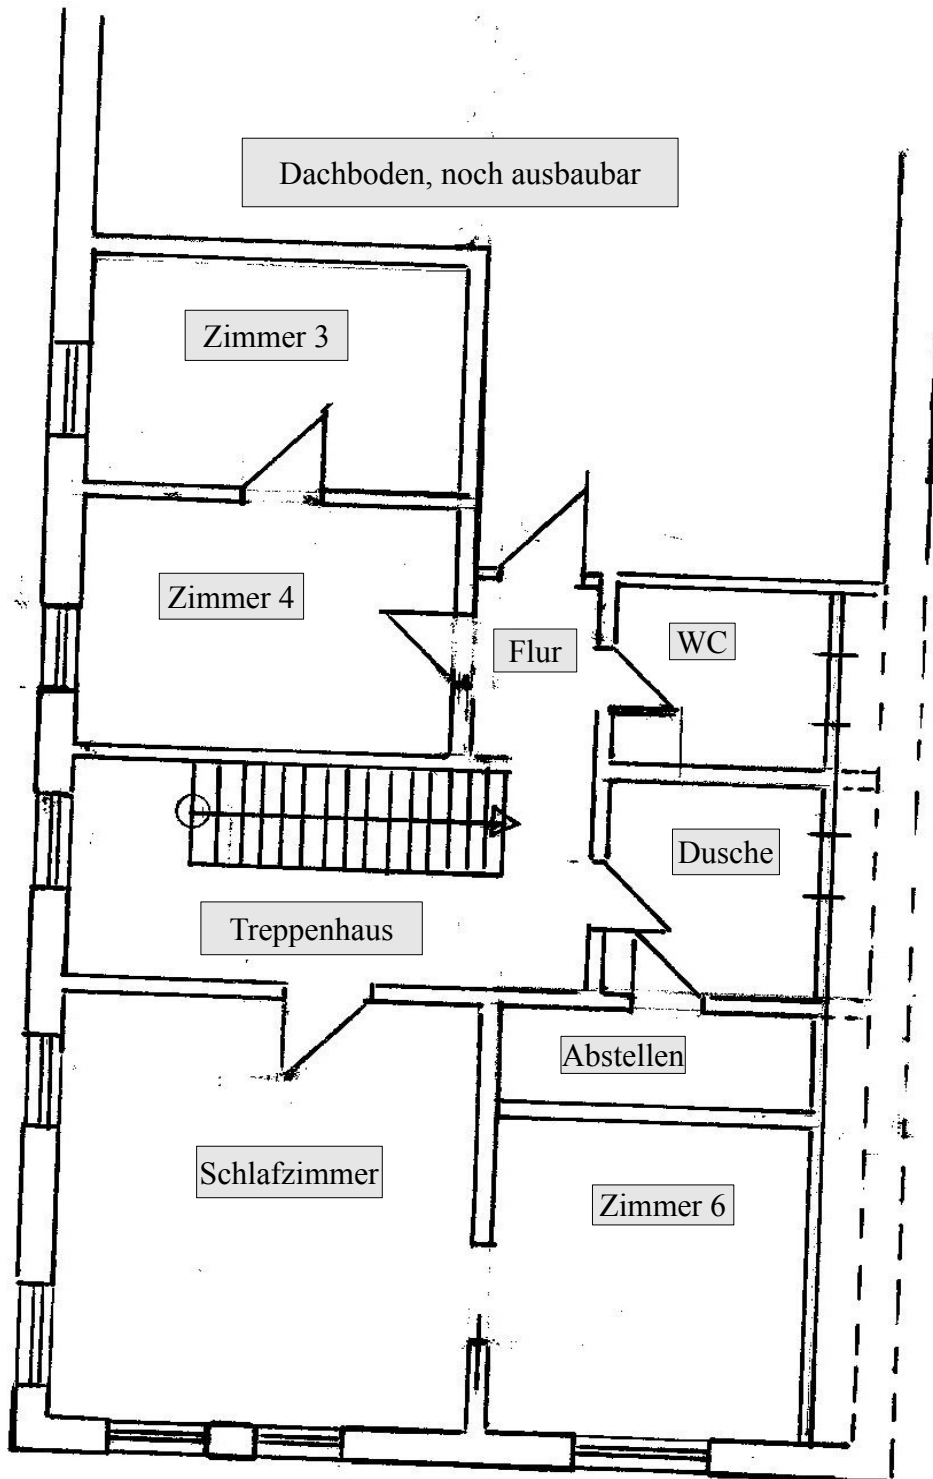 Dachboden, noch ausbaubar
Zimmer 3
Zimmer 4
Flur
WC
Dusche
Treppenhaus
Abstellen
Schlafzimmer
Zimmer 6